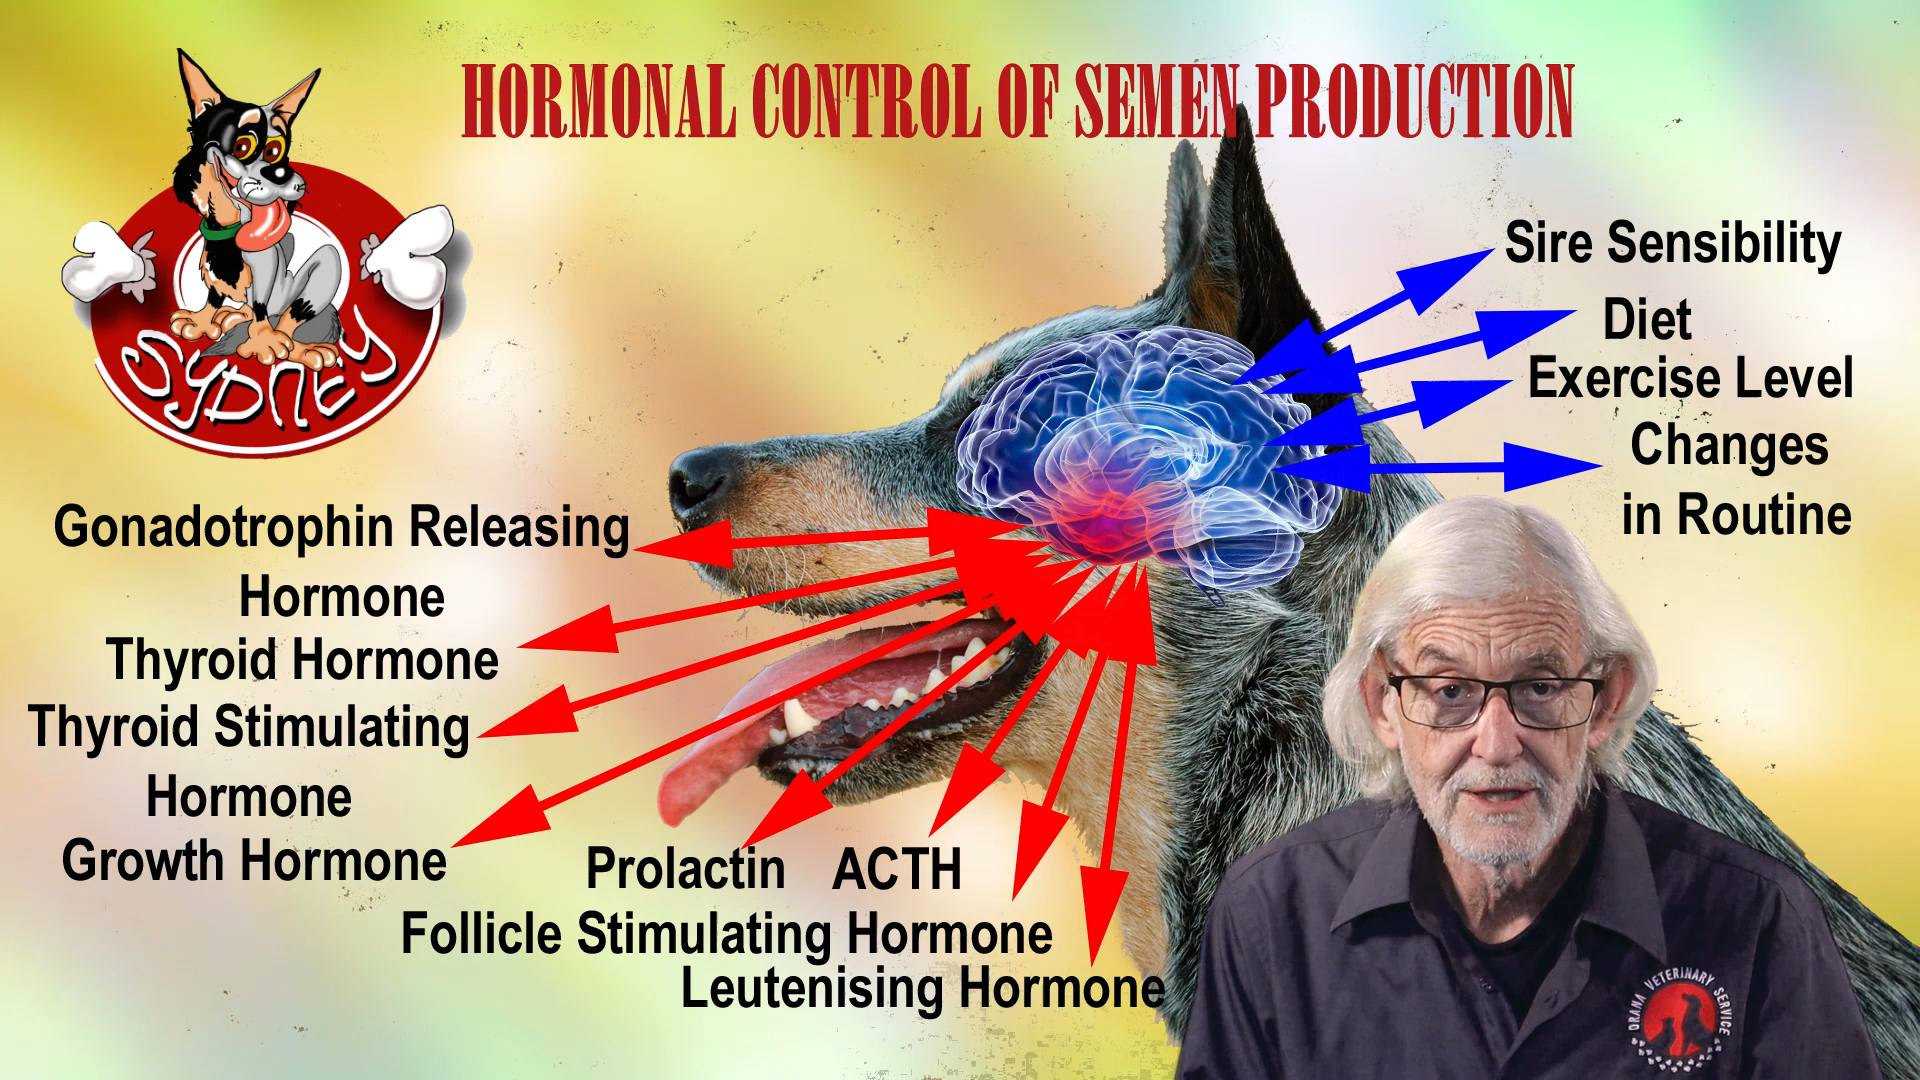 HORMONAL CONTROL OF SEMEN PRODUCTION
SYDNEY
Sire Sensibility
Diet
Exercise Level
Changes
in Routine
Gonadotrophin Releasing
Hormone
Thyroid Hormone
Thyroid Stimulating
Hormone
Growth Hormone
Prolactin
ACTH
Follicle Stimulating Hormone
Leutenising Hormone
ORANA VETERINARY SERVICE